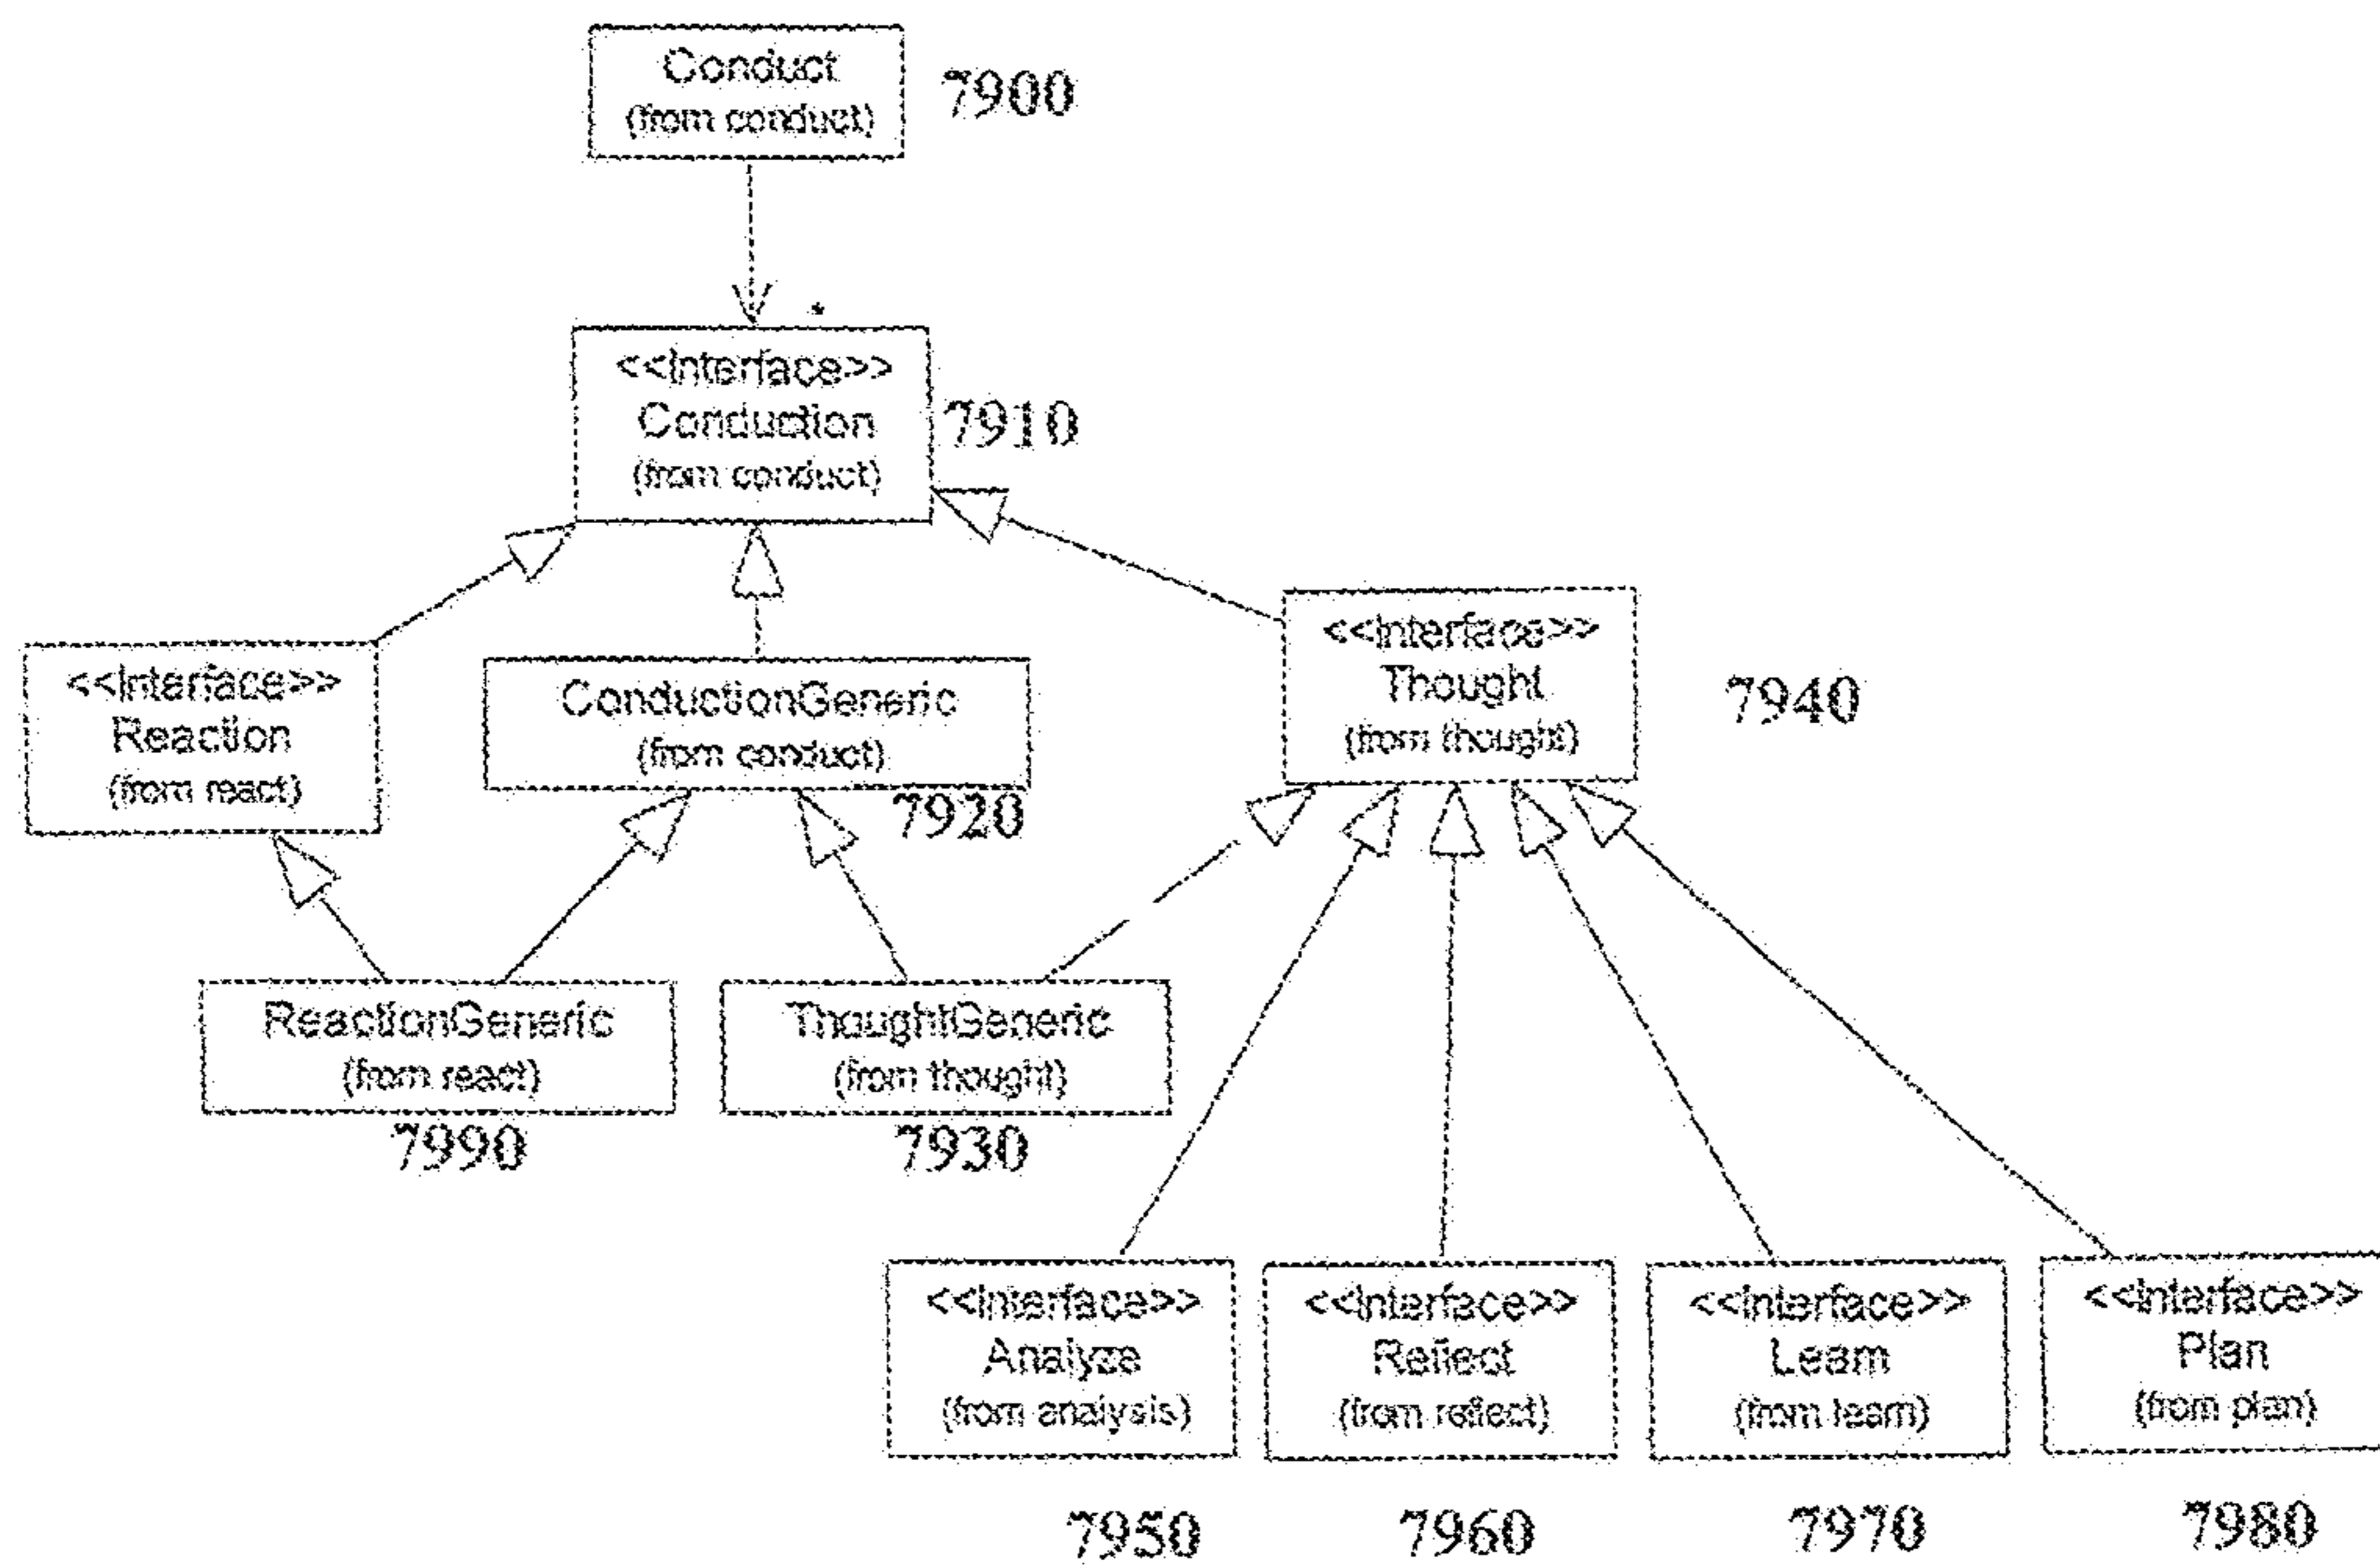 Conduct
(from conduct)
7900
*
<<Interface>>
Conduction
(from conduct)
7910
<<Interface>>
Reaction
(from react)
ConductionGeneric
(from conduct)
7920
<<Interface>>
Thought
(from thought)
7940
ReactionGeneric
(from react)
7990
ThoughtGeneric
(from thought)
7930
<<Interface>>
Analyze
(from analysis)
7950
<<Interface>>
Reflect
(from reflect)
7960
<<Interface>>
Learn
(from learn)
7970
<<Interface>>
Plan
(from plan)
7980